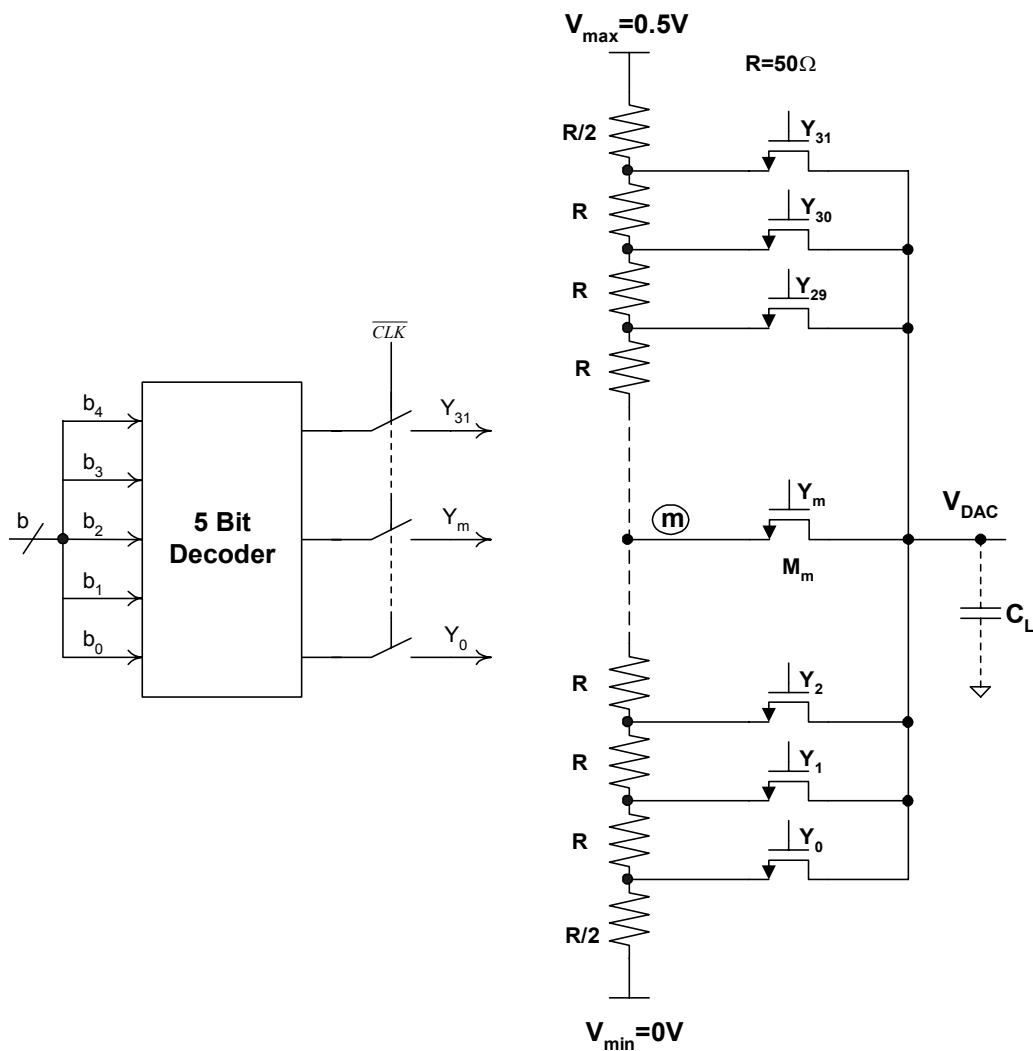 V_max=0.5V
R=50Ω
R/2
Y_31
R
Y_30
R
Y_29
R
\overline{CLK}
b_4
Y_31
b_3
b
b_2
5 Bit
Decoder
Y_m
b_1
b_0
Y_0
m
Y_m
M_m
V_DAC
C_L
R
Y_2
R
Y_1
R
Y_0
R/2
V_min=0V